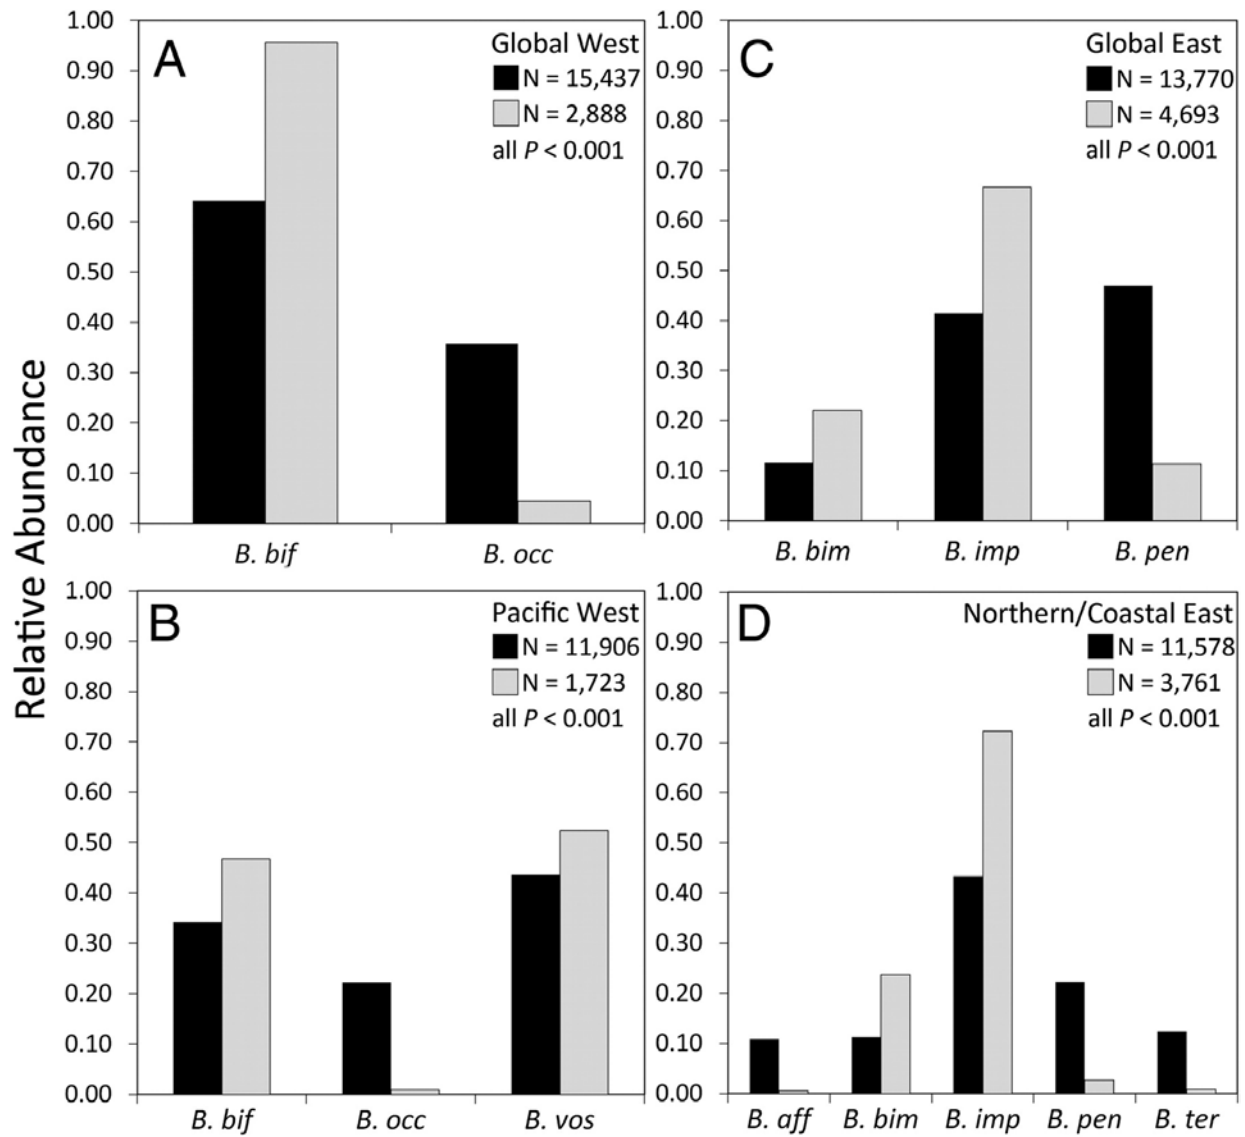 Relative Abundance
A
Global West
N = 15,437
N = 2,888
all P < 0.001
1.00
0.90
0.80
0.70
0.60
0.50
0.40
0.30
0.20
0.10
0.00
B. bif
B. occ
C
Global East
N = 13,770
N = 4,693
all P < 0.001
1.00
0.90
0.80
0.70
0.60
0.50
0.40
0.30
0.20
0.10
0.00
B. bim
B. imp
B. pen
B
Pacific West
N = 11,906
N = 1,723
all P < 0.001
1.00
0.90
0.80
0.70
0.60
0.50
0.40
0.30
0.20
0.10
0.00
B. bif
B. occ
B. vos
D
Northern/Coastal East
N = 11,578
N = 3,761
all P < 0.001
1.00
0.90
0.80
0.70
0.60
0.50
0.40
0.30
0.20
0.10
0.00
B. aff
B. bim
B. imp
B. pen
B. ter